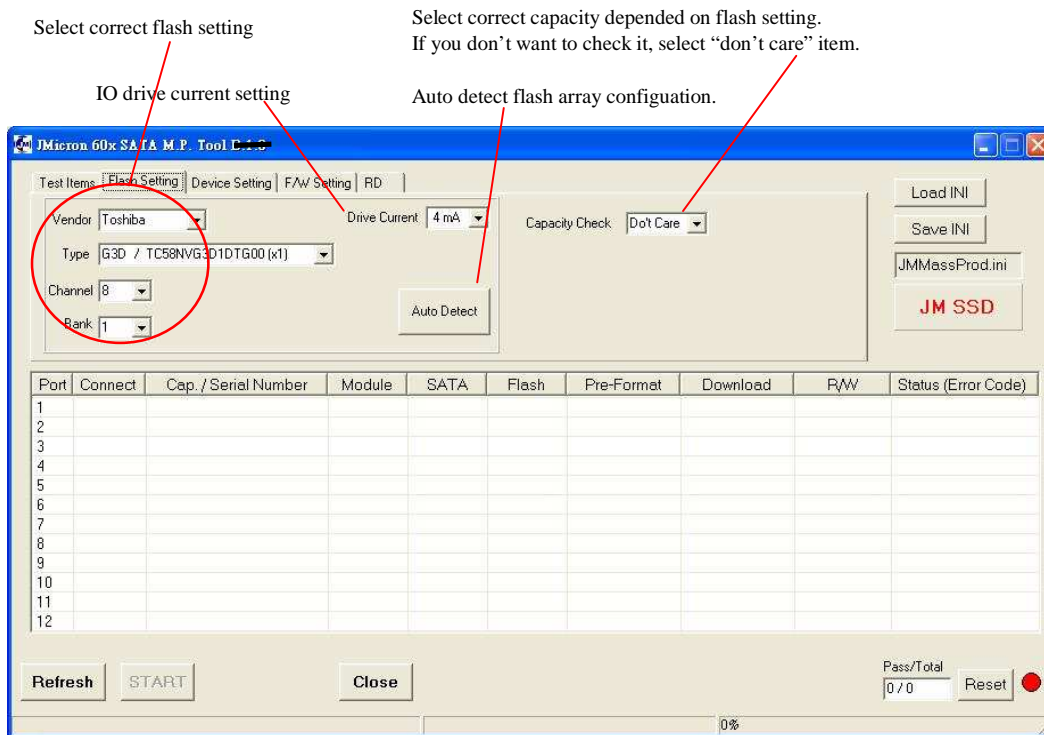 Select correct flash setting
Select correct capacity depended on flash setting.
If you don’t want to check it, select “don’t care” item.
IO drive current setting
Auto detect flash array configuation.
JMicron 60x SATA M.P. Tool
Test Items Flash Setting Device Setting F/W Setting RD
Load INI
Vendor Toshiba Drive Current 4 mA Capacity Check Do't Care
Save INI
Type G3D / TC58NVG3D1DTG00 (x1)
JMMassProd.ini
Channel 8
Auto Detect
JM SSD
Bank 1
Port Connect Cap. / Serial Number Module SATA Flash Pre-Format Download R/W Status (Error Code)
1
2
3
4
5
6
7
8
9
10
11
12
Pass/Total
Refresh START Close 0 / 0 Reset
0%